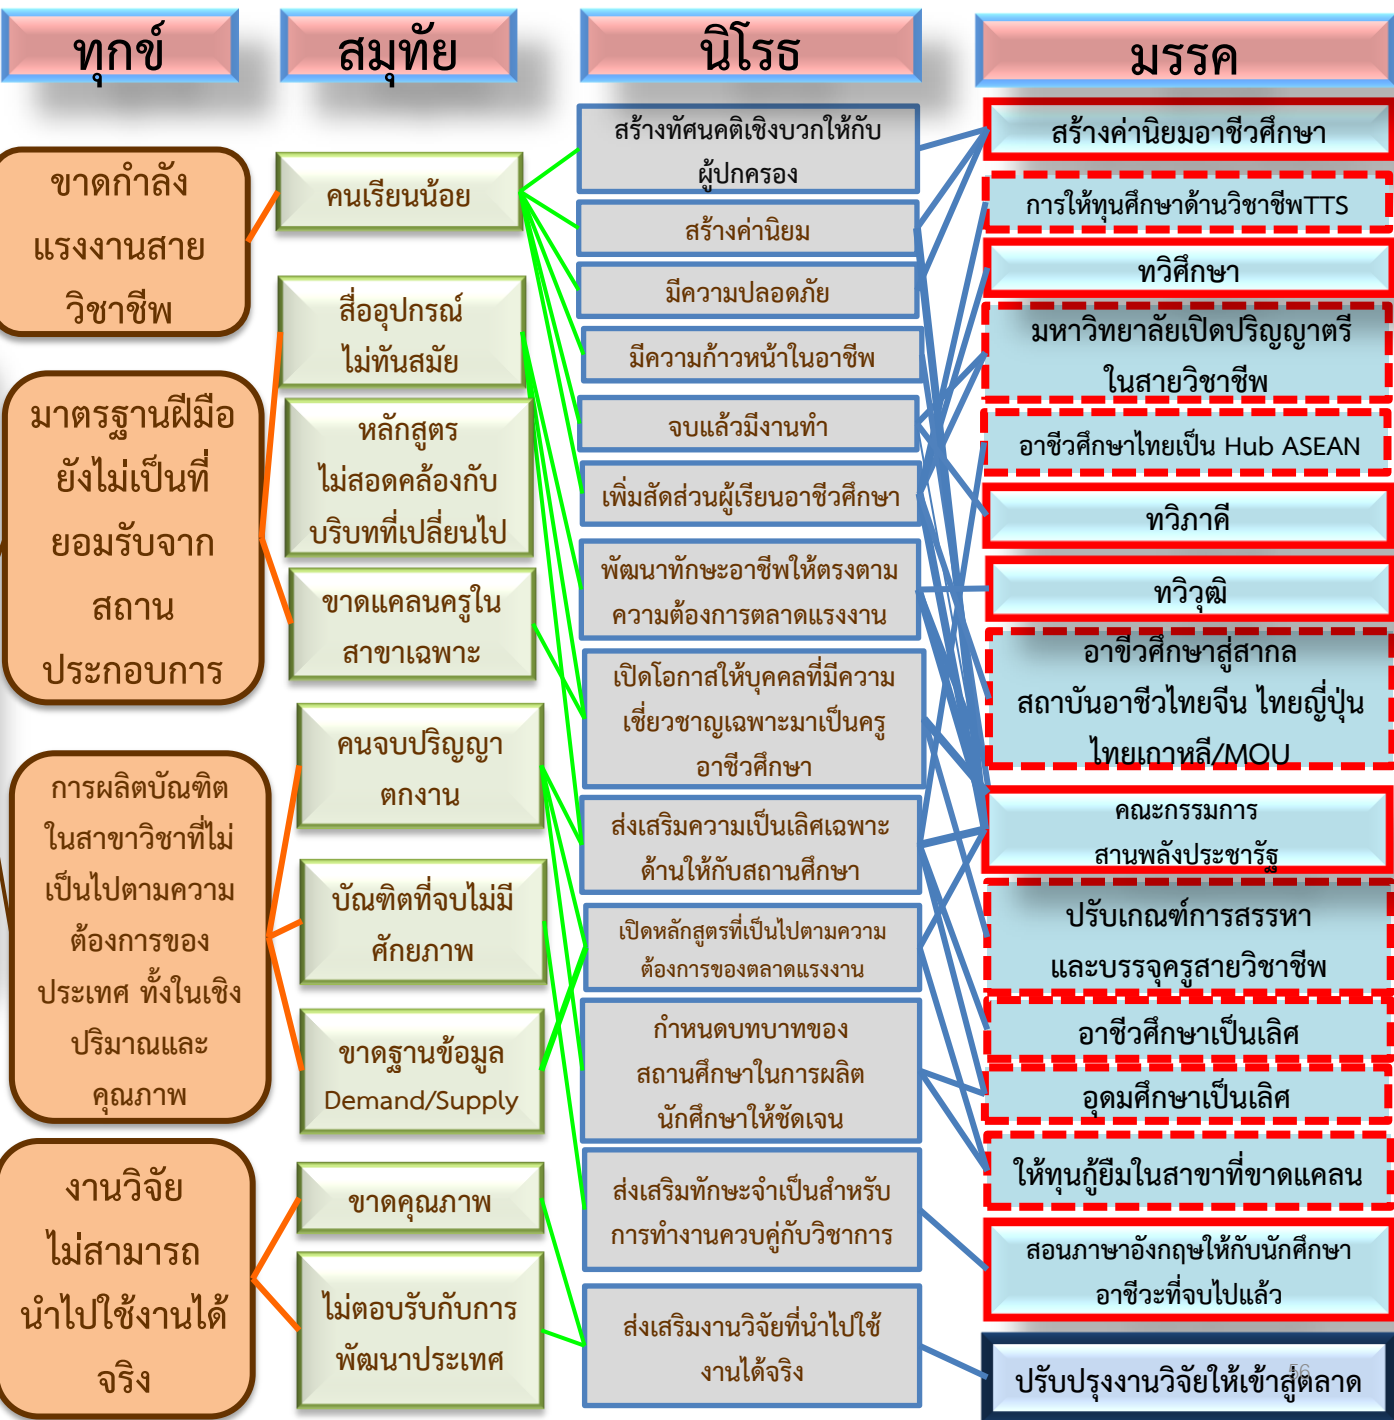 ทุกข์
สมุทัย
นิโรธ
มรรค
ขาดกำลัง
แรงงานสาย
วิชาชีพ
มาตรฐานฝีมือ
ยังไม่เป็นที่
ยอมรับจาก
สถาน
ประกอบการ
การผลิตบัณฑิต
ในสาขาวิชาที่ไม่
เป็นไปตามความ
ต้องการของ
ประเทศ ทั้งในเชิง
ปริมาณและ
คุณภาพ
งานวิจัย
ไม่สามารถ
นำไปใช้งานได้
จริง
คนเรียนน้อย
สื่ออุปกรณ์
ไม่ทันสมัย
หลักสูตร
ไม่สอดคล้องกับ
บริบทที่เปลี่ยนไป
ขาดแคลนครูใน
สาขาเฉพาะ
คนจบปริญญา
ตกงาน
บัณฑิตที่จบไม่มี
ศักยภาพ
ขาดฐานข้อมูล
Demand/Supply
ขาดคุณภาพ
ไม่ตอบรับกับการ
พัฒนาประเทศ
สร้างทัศนคติเชิงบวกให้กับ
ผู้ปกครอง
สร้างค่านิยม
มีความปลอดภัย
มีความก้าวหน้าในอาชีพ
จบแล้วมีงานทำ
เพิ่มสัดส่วนผู้เรียนอาชีวศึกษา
พัฒนาทักษะอาชีพให้ตรงตาม
ความต้องการตลาดแรงงาน
เปิดโอกาสให้บุคคลที่มีความ
เชี่ยวชาญเฉพาะมาเป็นครู
อาชีวศึกษา
ส่งเสริมความเป็นเลิศเฉพาะ
ด้านให้กับสถานศึกษา
เปิดหลักสูตรที่เป็นไปตามความ
ต้องการของตลาดแรงงาน
กำหนดบทบาทของ
สถานศึกษาในการผลิต
นักศึกษาให้ชัดเจน
ส่งเสริมทักษะจำเป็นสำหรับ
การทำงานควบคู่กับวิชาการ
ส่งเสริมงานวิจัยที่นำไปใช้
งานได้จริง
สร้างค่านิยมอาชีวศึกษา
การให้ทุนศึกษาด้านวิชาชีพTTS
ทวิศึกษา
มหาวิทยาลัยเปิดปริญญาตรี
ในสายวิชาชีพ
อาชีวศึกษาไทยเป็น Hub ASEAN
ทวิภาคี
ทวิวุฒิ
อาชีวศึกษาสู่สากล
สถาบันอาชีวไทยจีน ไทยญี่ปุ่น
ไทยเกาหลี/MOU
คณะกรรมการ
สานพลังประชารัฐ
ปรับเกณฑ์การสรรหา
และบรรจุครูสายวิชาชีพ
อาชีวศึกษาเป็นเลิศ
อุดมศึกษาเป็นเลิศ
ให้ทุนกู้ยืมในสาขาที่ขาดแคลน
สอนภาษาอังกฤษให้กับนักศึกษา
อาชีวะที่จบไปแล้ว
ปรับปรุงงานวิจัยให้เข้าสู่ตลาด
56